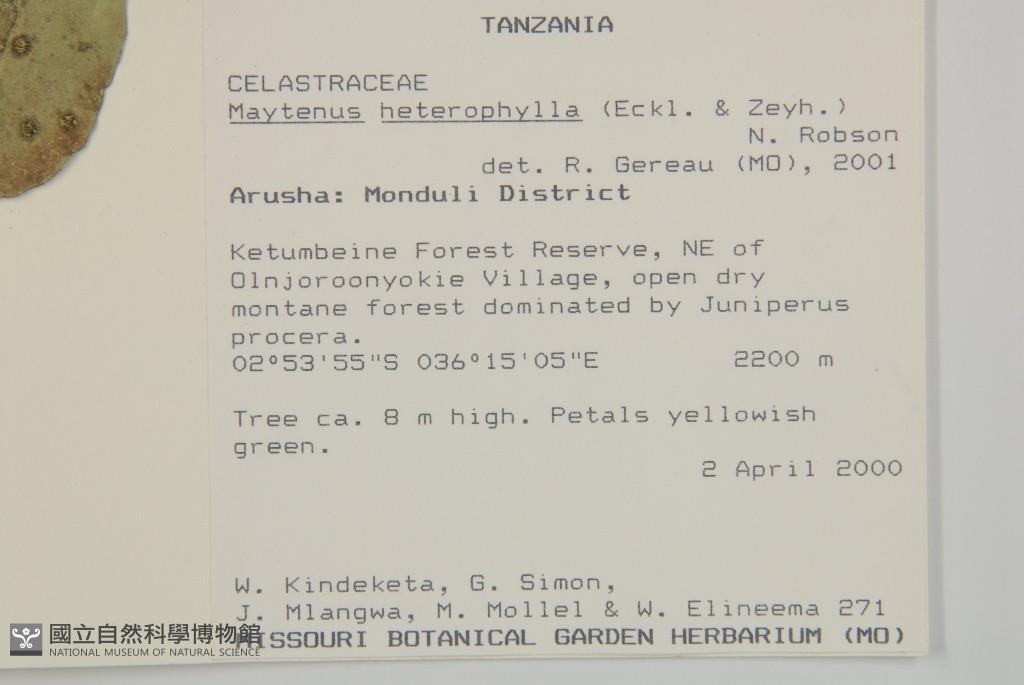 TANZANIA
CELASTRACEAE
Maytenus heterophylla (Eckl. & Zeyh.)
N. Robson
det. R. Gereau (MO), 2001
Arusha: Monduli District
Ketumbeine Forest Reserve, NE of
Olnjoroonyokie Village, open dry
montane forest dominated by Juniperus
procera.
02°53'55"S 036°15'05"E 2200 m
Tree ca. 8 m high. Petals yellowish
green.
2 April 2000
W. Kindeketa, G. Simon,
J. Mlangwa, M. Mollel & W. Elineema 271
MISSOURI BOTANICAL GARDEN HERBARIUM (MO)
國立自然科學博物館
NATIONAL MUSEUM OF NATURAL SCIENCE